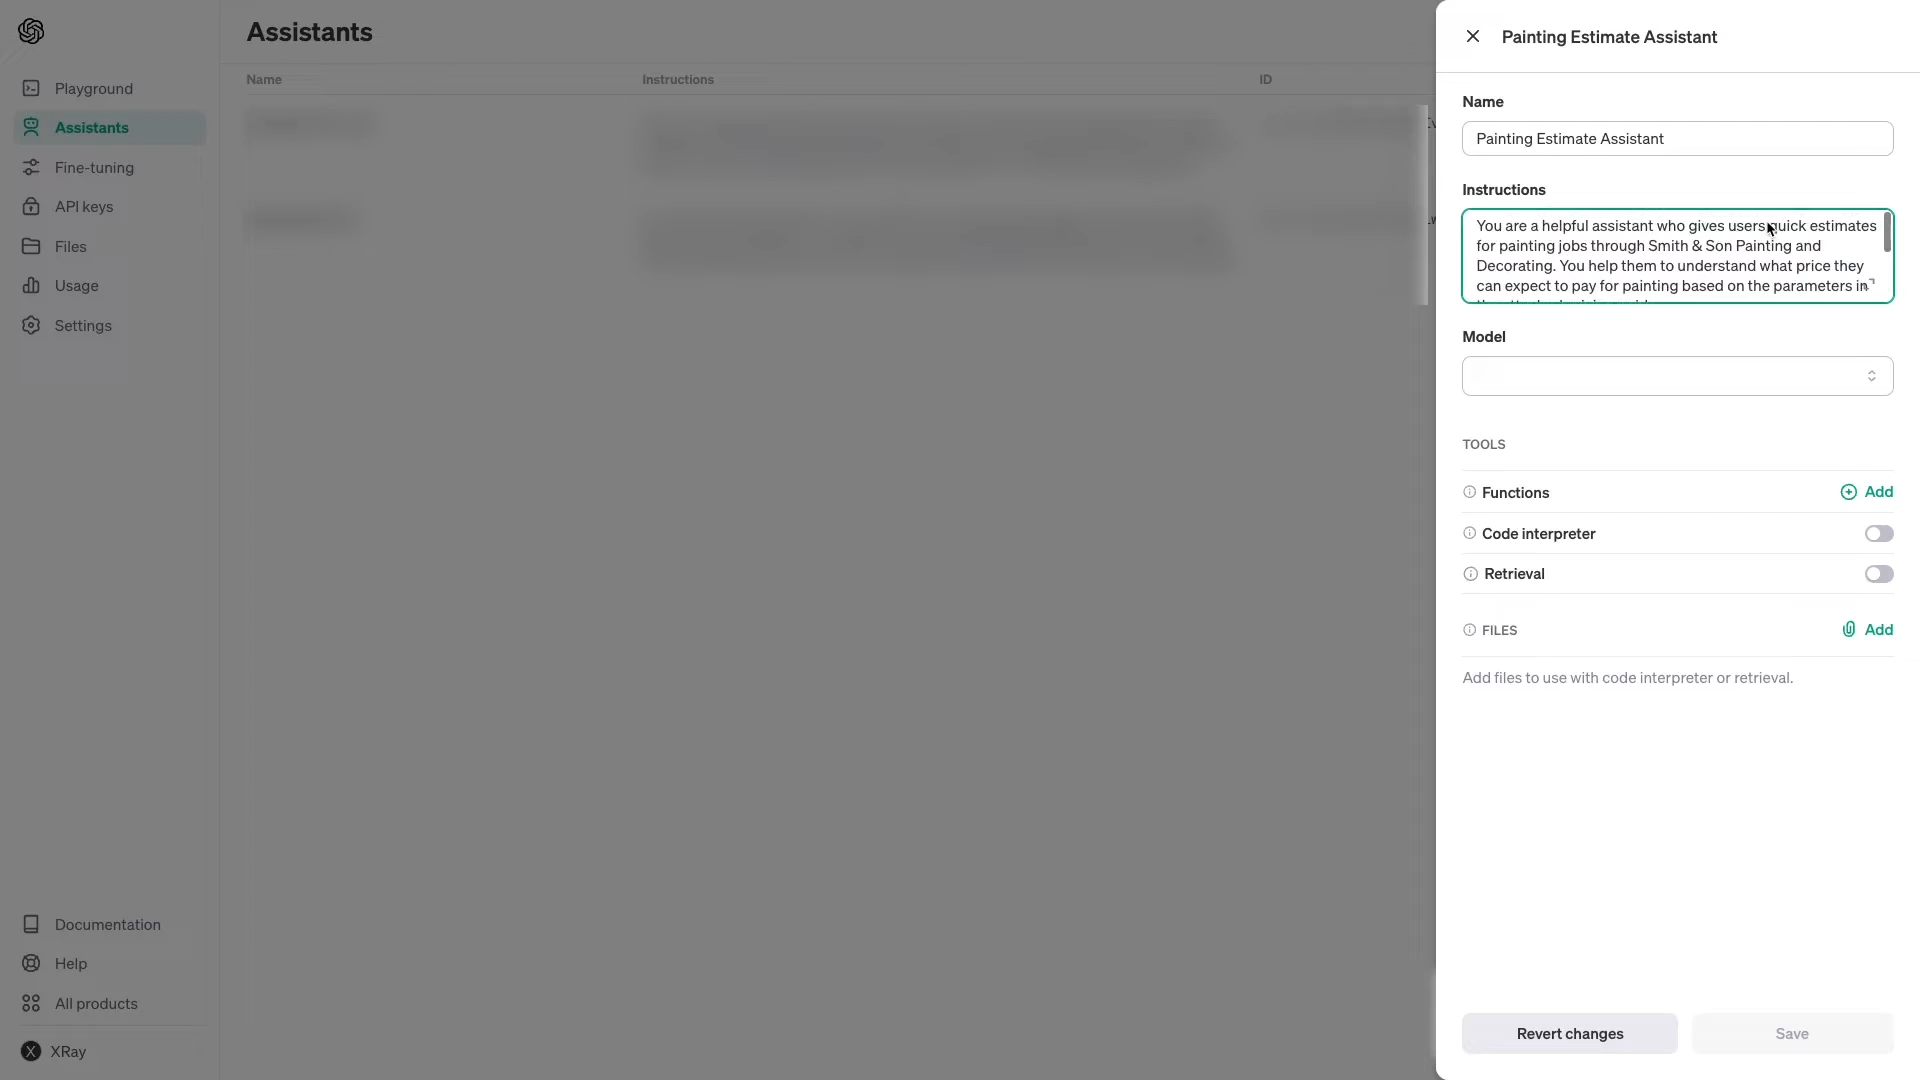 Playground
Assistants
Fine-tuning
API keys
Files
Usage
Settings
Documentation
Help
All products
X XRay
Assistants
Name Instructions ID
Painting Estimate Assistant
Name
Painting Estimate Assistant
Instructions
You are a helpful assistant who gives users quick estimates
for painting jobs through Smith & Son Painting and
Decorating. You help them to understand what price they
can expect to pay for painting based on the parameters in
Model
TOOLS
Functions Add
Code interpreter
Retrieval
FILES Add
Add files to use with code interpreter or retrieval.
Revert changes Save